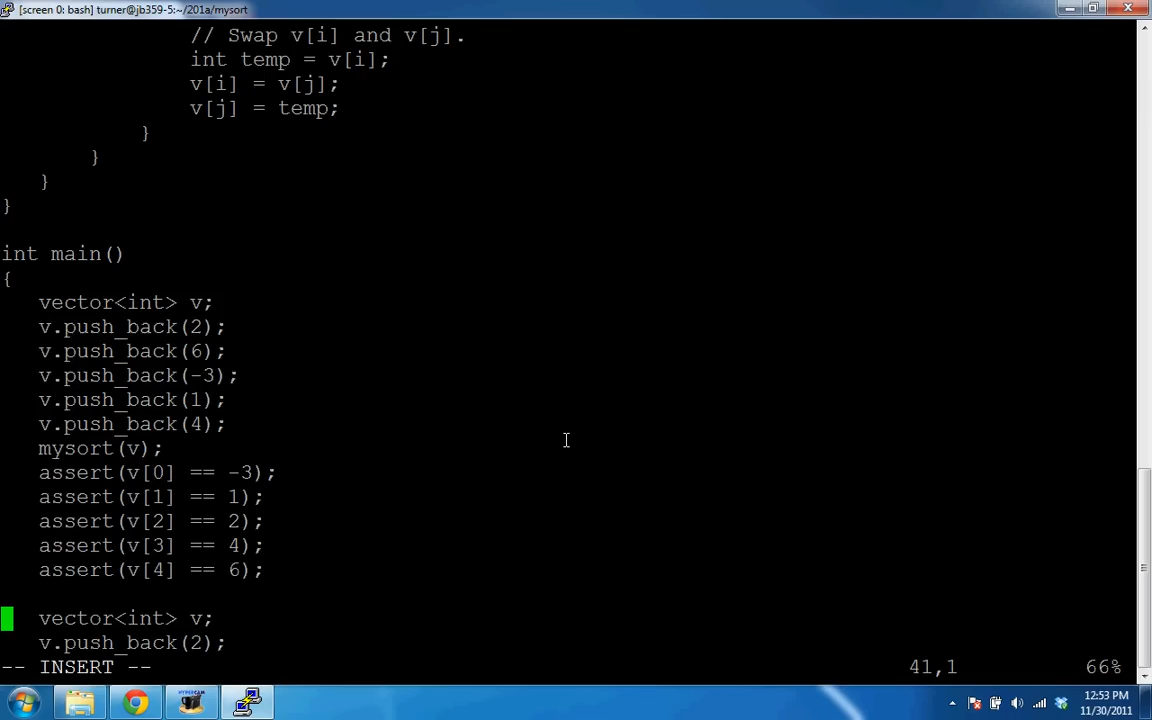 [screen 0: bash] turner@jb359-5:~/201a/mysort
// Swap v[i] and v[j].
int temp = v[i];
v[i] = v[j];
v[j] = temp;
}
}
}
}
int main()
{
vector<int> v;
v.push_back(2);
v.push_back(6);
v.push_back(-3);
v.push_back(1);
v.push_back(4);
mysort(v);
assert(v[0] == -3);
assert(v[1] == 1);
assert(v[2] == 2);
assert(v[3] == 4);
assert(v[4] == 6);
vector<int> v;
v.push_back(2);
-- INSERT -- 41,1 66%
HYPERCAM
12:53 PM
11/30/2011